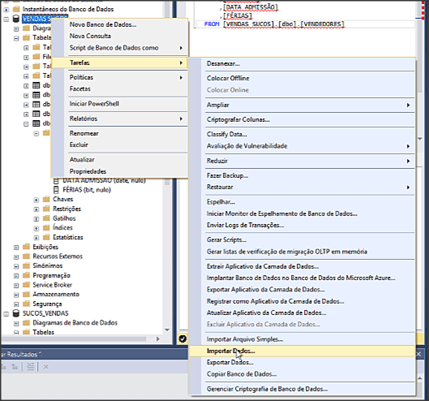 Instantâneos do Banco de Dados
VENDAS SUCOS
Diagramas
Tabelas
Novo Banco de Dados...
Nova Consulta
Script de Banco de Dados como
Tarefas
Políticas
Facetas
Iniciar PowerShell
Relatórios
Renomear
Excluir
Atualizar
Propriedades
,[DATA ADMISSÃO]
,[FÉRIAS]
FROM [VENDAS SUCOS].[dbo].[VENDEDORES]
Desanexar...
Colocar Offline
Colocar Online
Ampliar
Criptografar Colunas...
Classify Data...
Avaliação de Vulnerabilidade
Reduzir
Fazer Backup...
Restaurar
Espelhar...
Iniciar Monitor de Espelhamento de Banco de Dados...
Enviar Logs de Transações...
Gerar Scripts...
Gerar listas de verificação de migração OLTP em memória
Extrair Aplicativo da Camada de Dados...
Implantar Banco de Dados no Banco de Dados do Microsoft Azure...
Exportar Aplicativo da Camada de Dados...
Registrar como Aplicativo da Camada de Dados...
Atualizar Aplicativo da Camada de Dados...
Excluir Aplicativo da Camada de Dados...
Importar Arquivo Simples...
Importar Dados...
Exportar Dados...
Copiar Banco de Dados...
Gerenciar Criptografia de Banco de Dados...
DATA ADMISSÃO (date, nulo)
FÉRIAS (bit, nulo)
Chaves
Restrições
Gatilhos
Índices
Estatísticas
Exibições
Recursos Externos
Sinônimos
Programação
Service Broker
Armazenamento
Segurança
SUCOS_VENDAS
Diagramas de Banco de Dados
Tabelas
ar Resultados